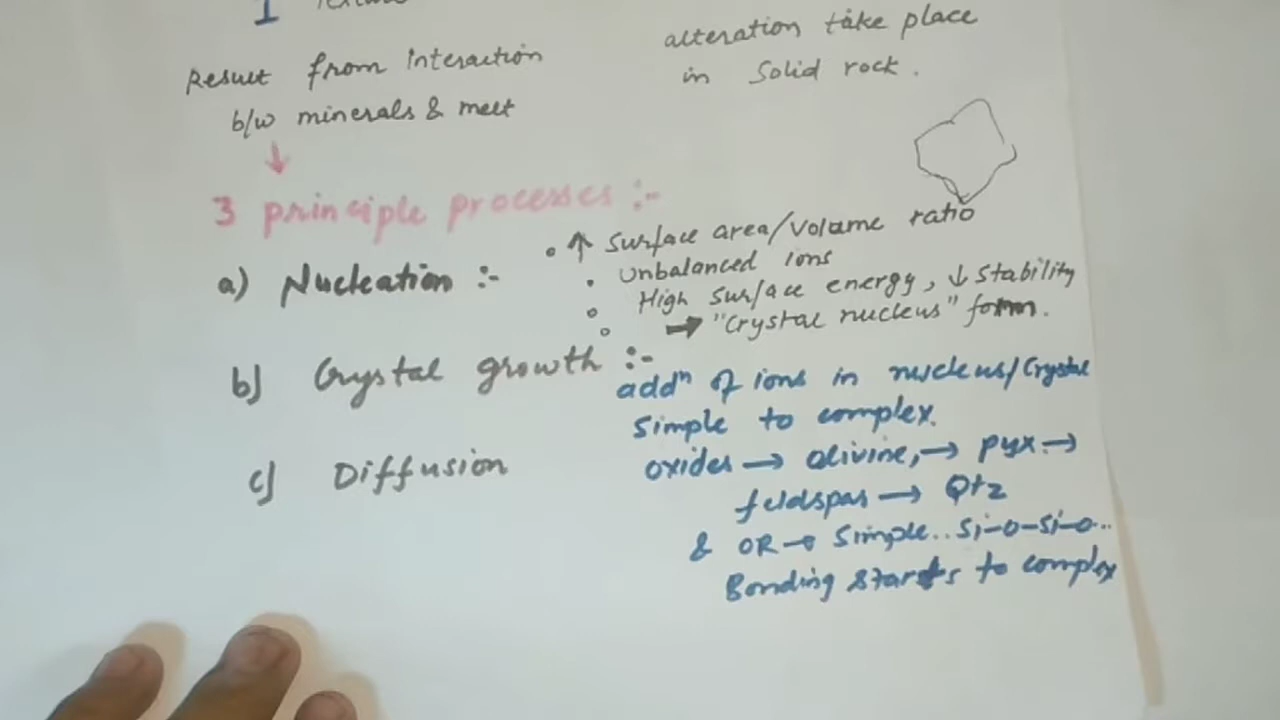 I
Result from interaction
b/w minerals & melt
alteration take place
in solid rock.
↓
3 principle processes :-
a) Nucleation :-
• ↑ Surface area/volume ratio
• Unbalanced ions
High surface energy, ↓ stability
→ "Crystal nucleus" form.
b) Crystal growth :-
addⁿ of ions in nucleus/crystal
simple to complex.
oxides → olivine, → pyx. →
feldspar → Qtz
& OR → simple.. Si-O-Si-O..
Bonding starts to complex
c) Diffusion